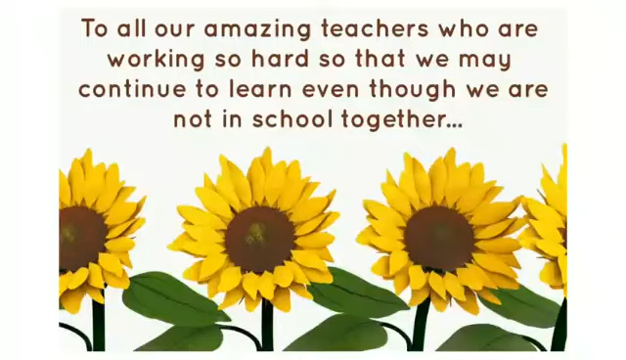 To all our amazing teachers who are
working so hard so that we may
continue to learn even though we are
not in school together...